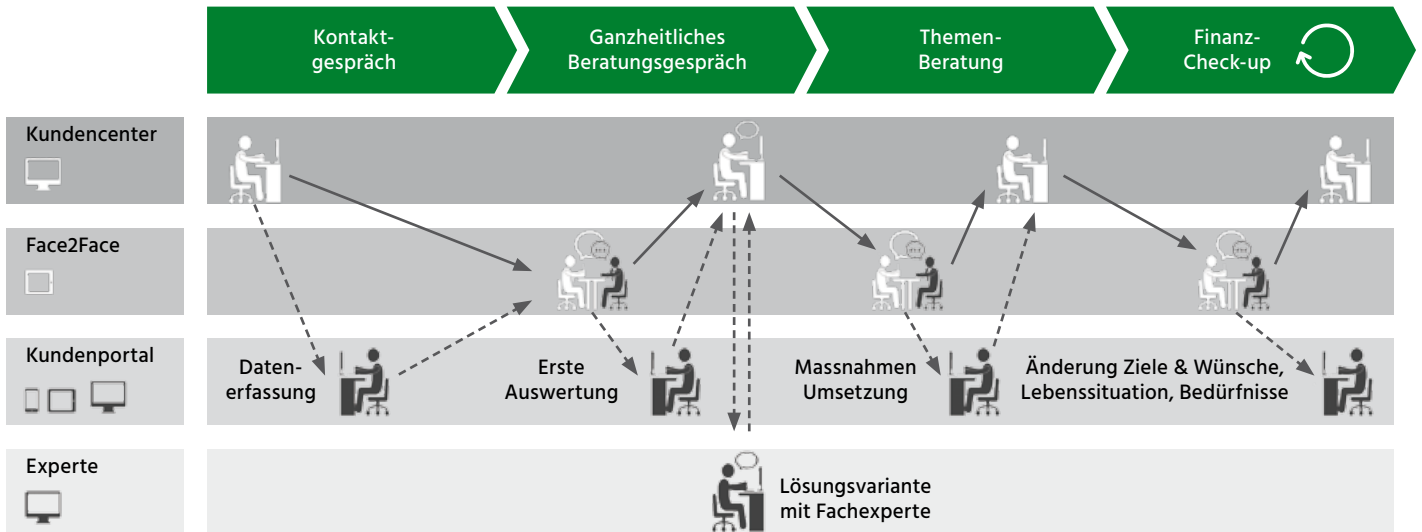 Kontakt-
gespräch
Ganzheitliches
Beratungsgespräch
Themen-
Beratung
Finanz-
Check-up
Kundencenter
Face2Face
Kundenportal
Daten-
erfassung
Erste
Auswertung
Massnahmen
Umsetzung
Änderung Ziele & Wünsche,
Lebenssituation, Bedürfnisse
Experte
Lösungsvariante
mit Fachexperte